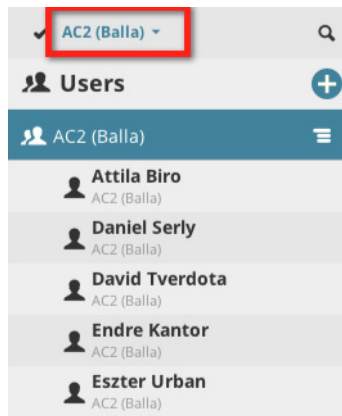 AC2 (Balla)
Users
AC2 (Balla)
Attila Biro
AC2 (Balla)
Daniel Serly
AC2 (Balla)
David Tverdota
AC2 (Balla)
Endre Kantor
AC2 (Balla)
Eszter Urban
AC2 (Balla)